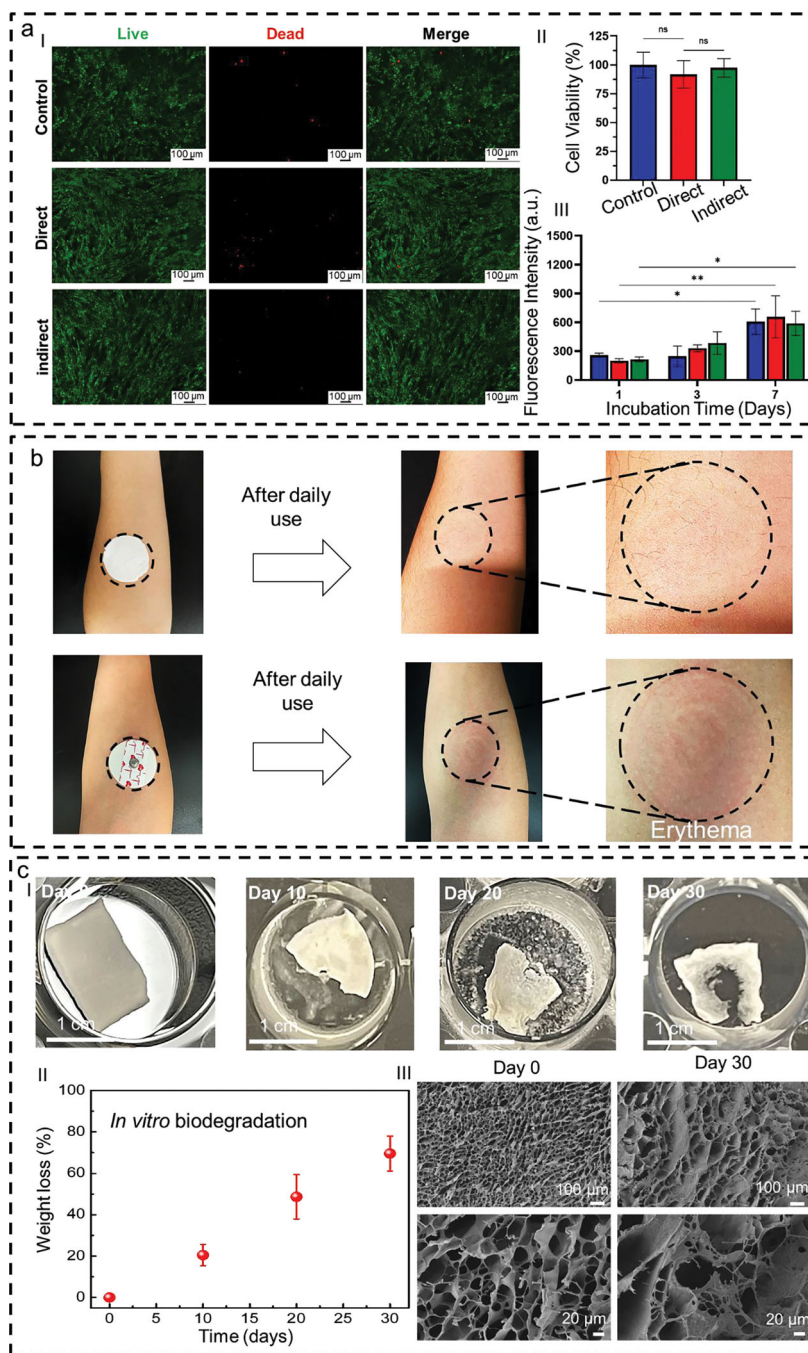 a
I
Live
Dead
Merge
Control
100 µm
100 µm
100 µm
Direct
100 µm
100 µm
100 µm
indirect
100 µm
100 µm
100 µm
II
Cell Viability (%)
125
100
75
50
25
0
ns
ns
Control
Direct
Indirect
III
Fluorescence Intensity (a.u.)
1500
1200
900
600
300
0
*
**
*
1
3
7
Incubation Time (Days)
b
After daily
use
After daily
use
Erythema
c
I
Day
1 cm
Day 10
1 cm
Day 20
1 cm
Day 30
1 cm
II
In vitro biodegradation
Weight loss (%)
100
80
60
40
20
0
0
5
10
15
20
25
30
Time (days)
III
Day 0
Day 30
100 µm
100 µm
20 µm
20 µm